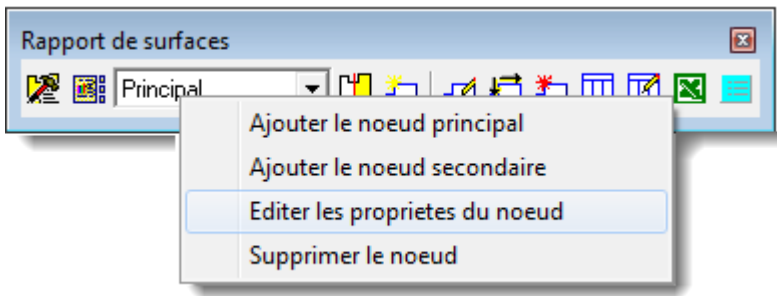 Rapport de surfaces
Principal
Ajouter le noeud principal
Ajouter le noeud secondaire
Editer les proprietes du noeud
Supprimer le noeud